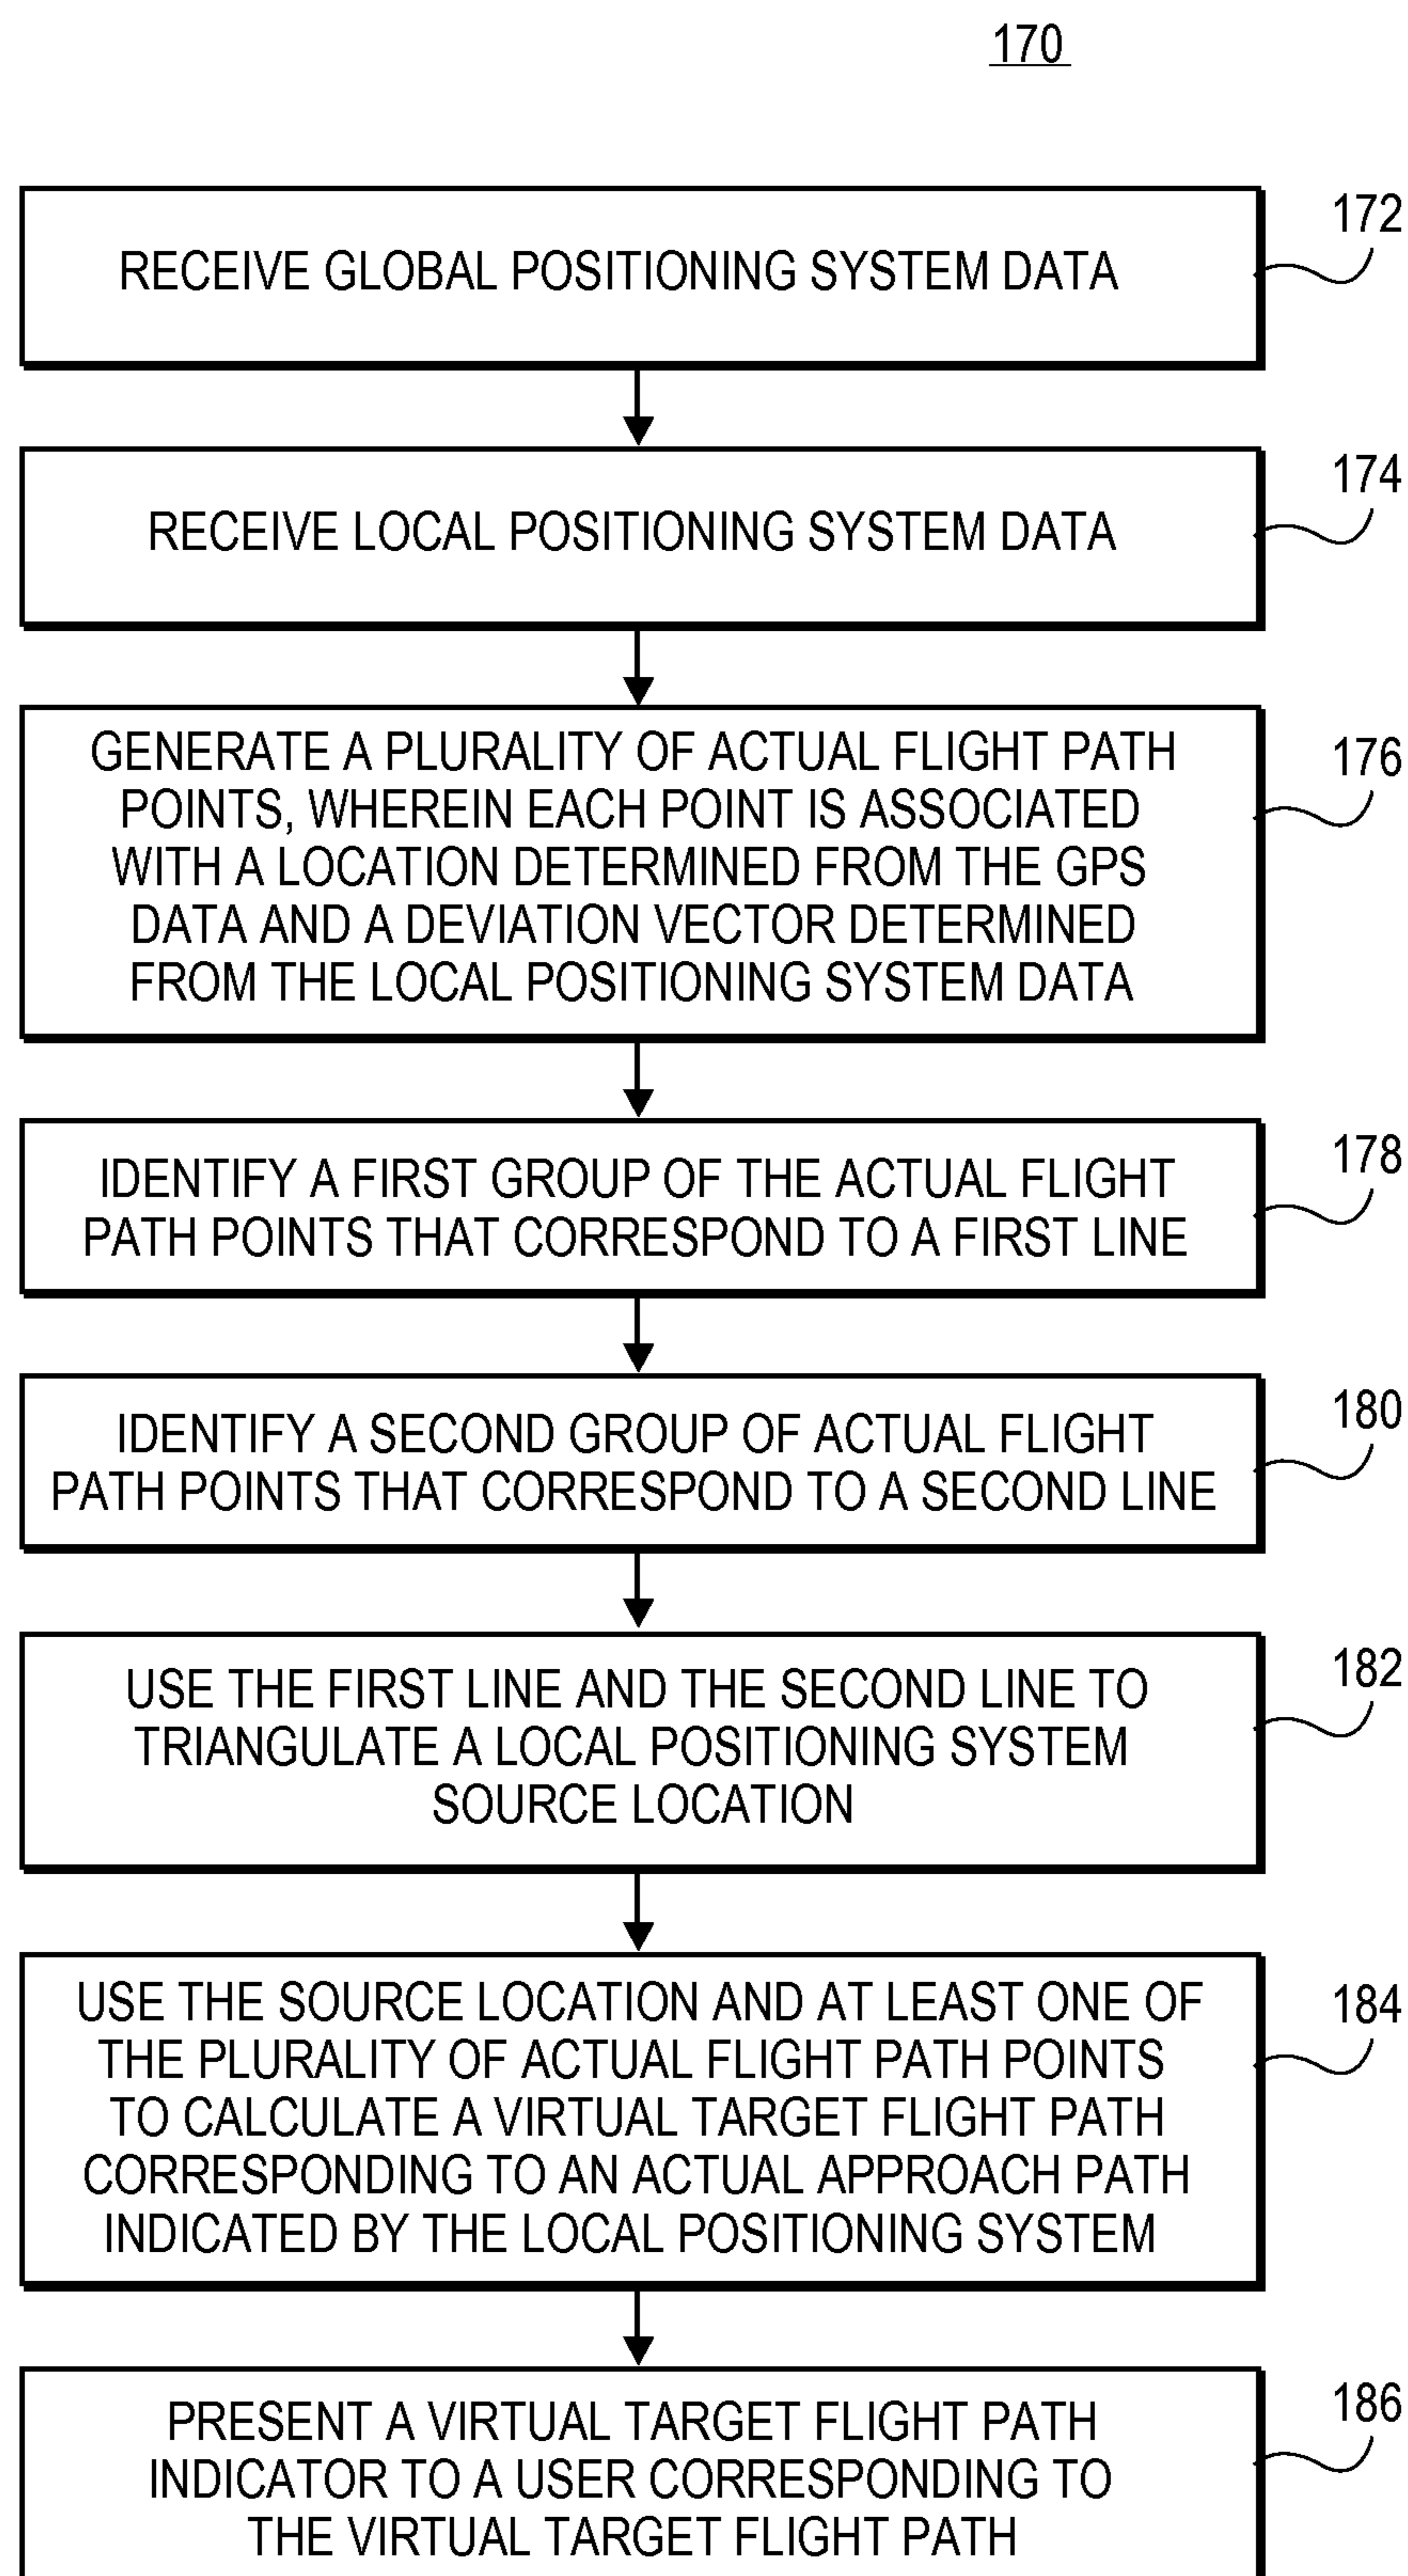 170
RECEIVE GLOBAL POSITIONING SYSTEM DATA
172
RECEIVE LOCAL POSITIONING SYSTEM DATA
174
GENERATE A PLURALITY OF ACTUAL FLIGHT PATH
POINTS, WHEREIN EACH POINT IS ASSOCIATED
WITH A LOCATION DETERMINED FROM THE GPS
DATA AND A DEVIATION VECTOR DETERMINED
FROM THE LOCAL POSITIONING SYSTEM DATA
176
IDENTIFY A FIRST GROUP OF THE ACTUAL FLIGHT
PATH POINTS THAT CORRESPOND TO A FIRST LINE
178
IDENTIFY A SECOND GROUP OF ACTUAL FLIGHT
PATH POINTS THAT CORRESPOND TO A SECOND LINE
180
USE THE FIRST LINE AND THE SECOND LINE TO
TRIANGULATE A LOCAL POSITIONING SYSTEM
SOURCE LOCATION
182
USE THE SOURCE LOCATION AND AT LEAST ONE OF
THE PLURALITY OF ACTUAL FLIGHT PATH POINTS
TO CALCULATE A VIRTUAL TARGET FLIGHT PATH
CORRESPONDING TO AN ACTUAL APPROACH PATH
INDICATED BY THE LOCAL POSITIONING SYSTEM
184
PRESENT A VIRTUAL TARGET FLIGHT PATH
INDICATOR TO A USER CORRESPONDING TO
THE VIRTUAL TARGET FLIGHT PATH
186